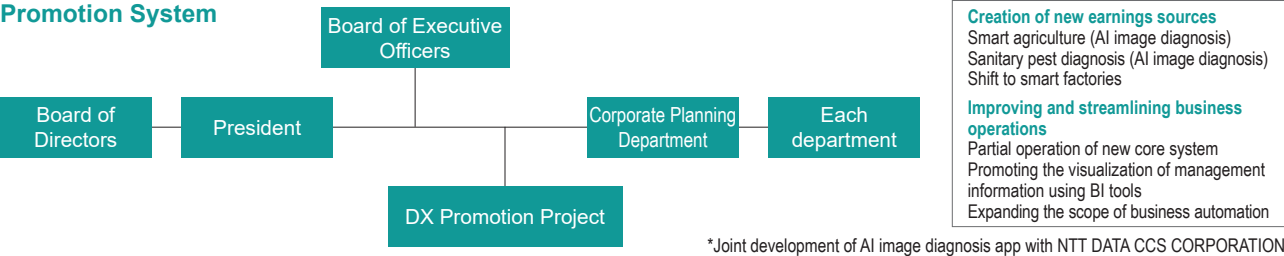 Promotion System
Board of Executive
Officers
Board of
Directors
President
Corporate Planning
Department
Each
department
DX Promotion Project
Creation of new earnings sources
Smart agriculture (AI image diagnosis)
Sanitary pest diagnosis (AI image diagnosis)
Shift to smart factories
Improving and streamlining business
operations
Partial operation of new core system
Promoting the visualization of management
information using BI tools
Expanding the scope of business automation
*Joint development of AI image diagnosis app with NTT DATA CCS CORPORATION